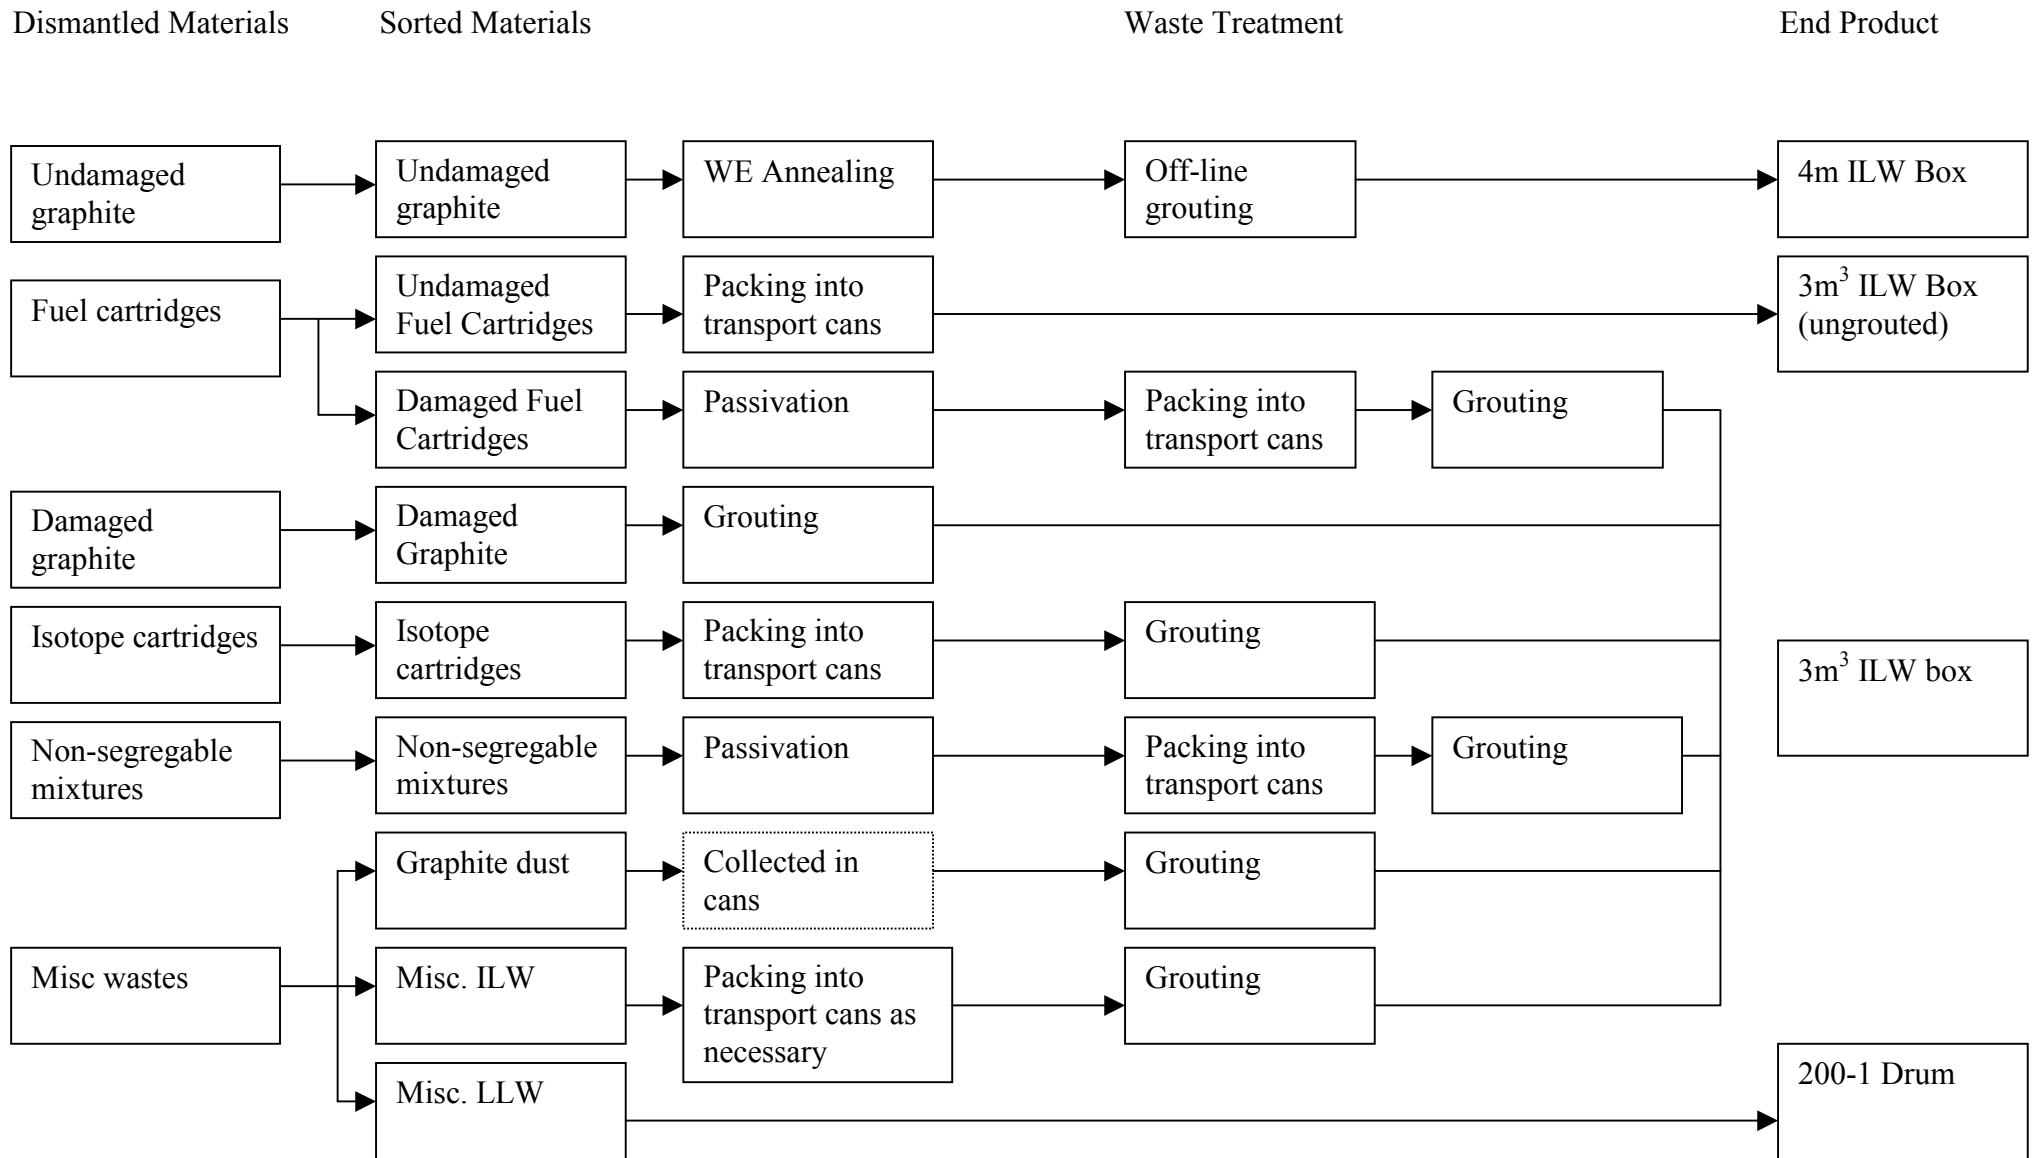 Dismantled Materials
Sorted Materials
Waste Treatment
End Product
Undamaged
graphite
Undamaged
graphite
WE Annealing
Off-line
grouting
4m ILW Box
Fuel cartridges
Undamaged
Fuel Cartridges
Packing into
transport cans
3m³ ILW Box
(ungrouted)
Damaged Fuel
Cartridges
Passivation
Packing into
transport cans
Grouting
Damaged
graphite
Damaged
Graphite
Grouting
Isotope cartridges
Isotope
cartridges
Packing into
transport cans
Grouting
3m³ ILW box
Non-segregable
mixtures
Non-segregable
mixtures
Passivation
Packing into
transport cans
Grouting
Graphite dust
Collected in
cans
Grouting
Misc wastes
Misc. ILW
Packing into
transport cans as
necessary
Grouting
Misc. LLW
200-1 Drum